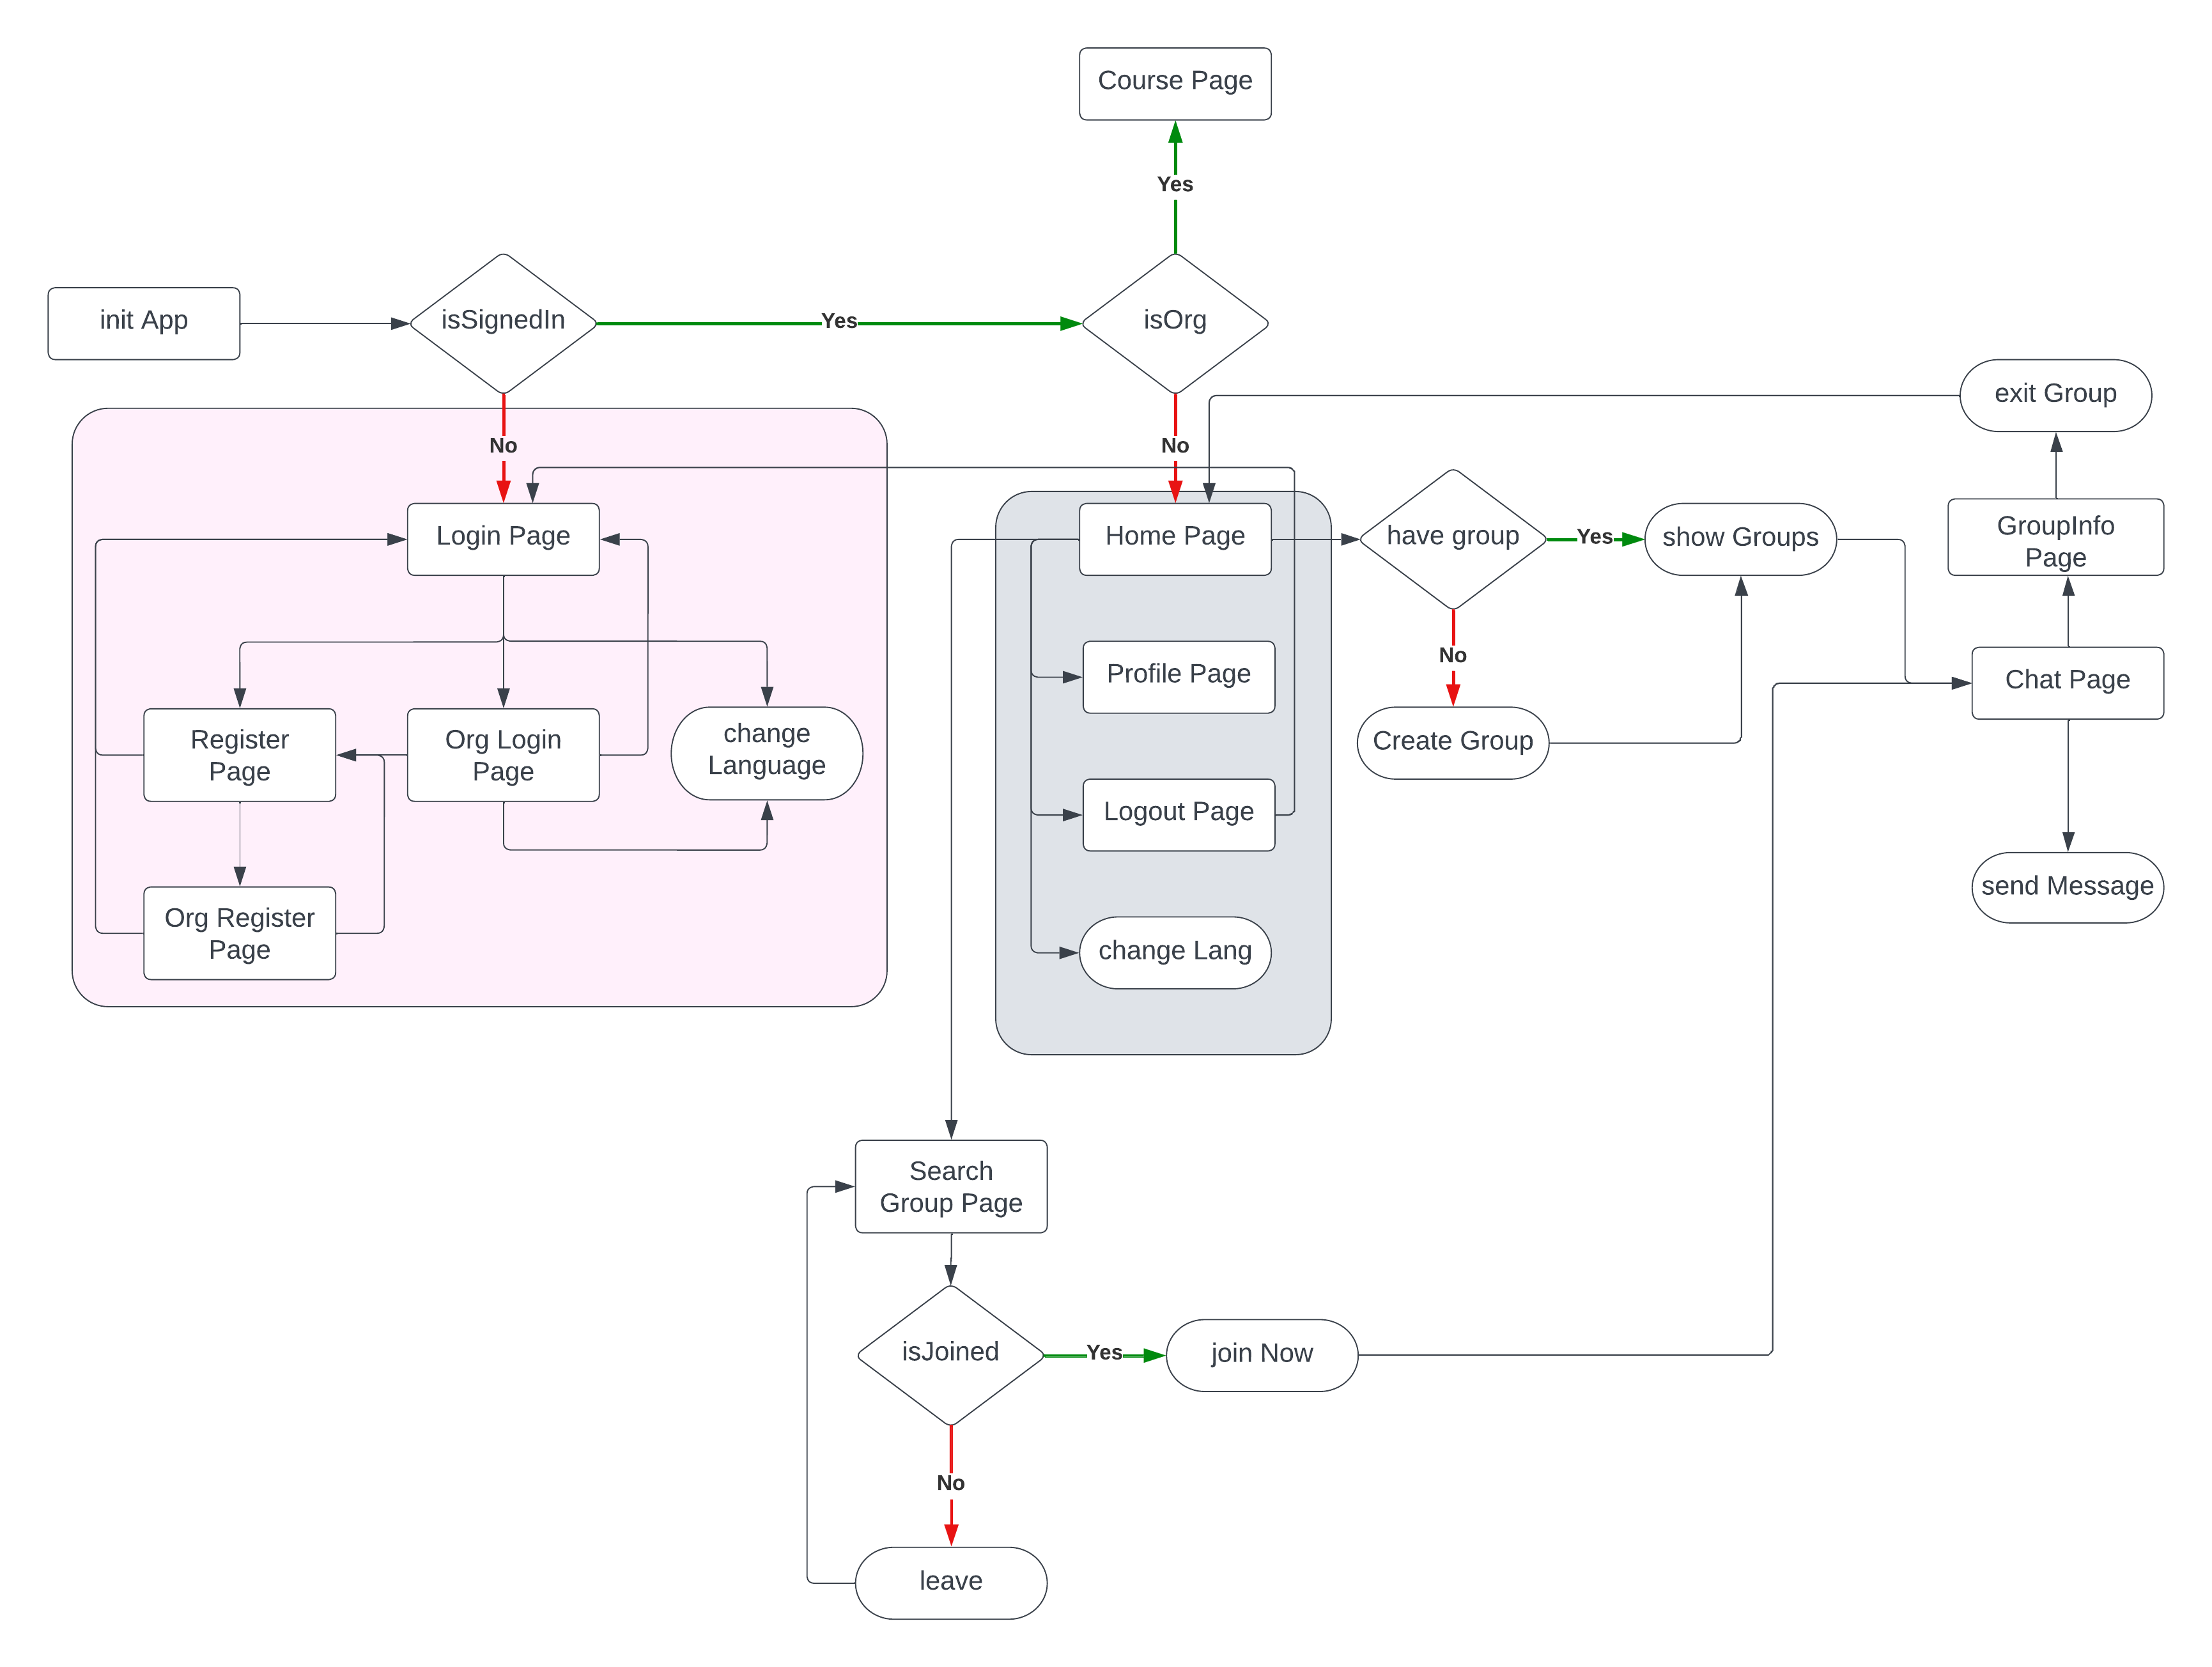 Course Page
Yes
init App
isSignedIn
Yes
isOrg
exit Group
No
No
Login Page
Home Page
have group
Yes
show Groups
GroupInfo
Page
No
Profile Page
Chat Page
Register
Page
Org Login
Page
change
Language
Create Group
Logout Page
send Message
Org Register
Page
change Lang
Search
Group Page
isJoined
Yes
join Now
No
leave